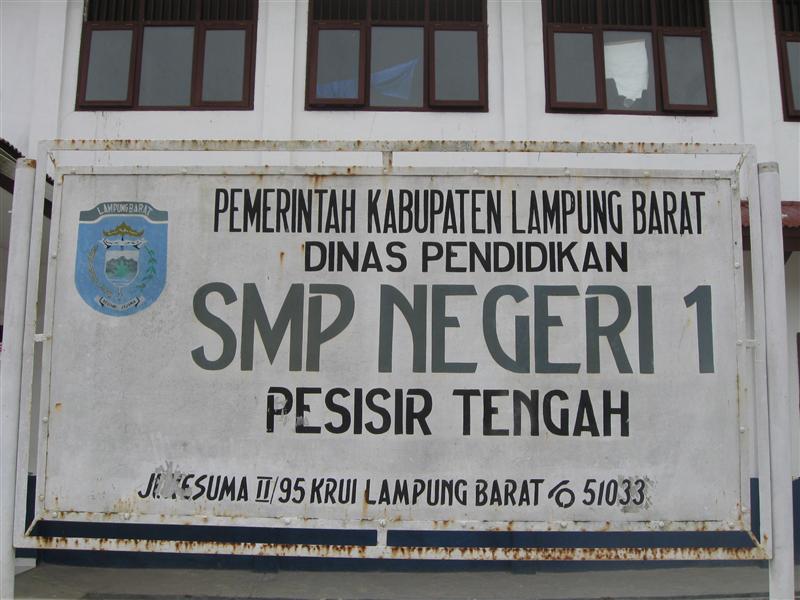 LAMPUNG BARAT
PEMERINTAH KABUPATEN LAMPUNG BARAT
DINAS PENDIDIKAN
SMP NEGERI 1
PESISIR TENGAH
II/95 KRUI LAMPUNG BARAT 51033